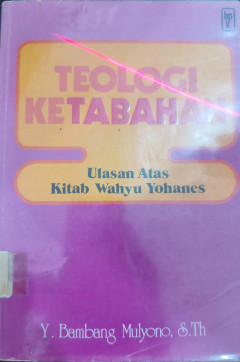 TEOLOGI
KETABAHAN
Ulasan Atas
Kitab Wahyu Yohanes
Y. Bambang Mulyono, S.Th